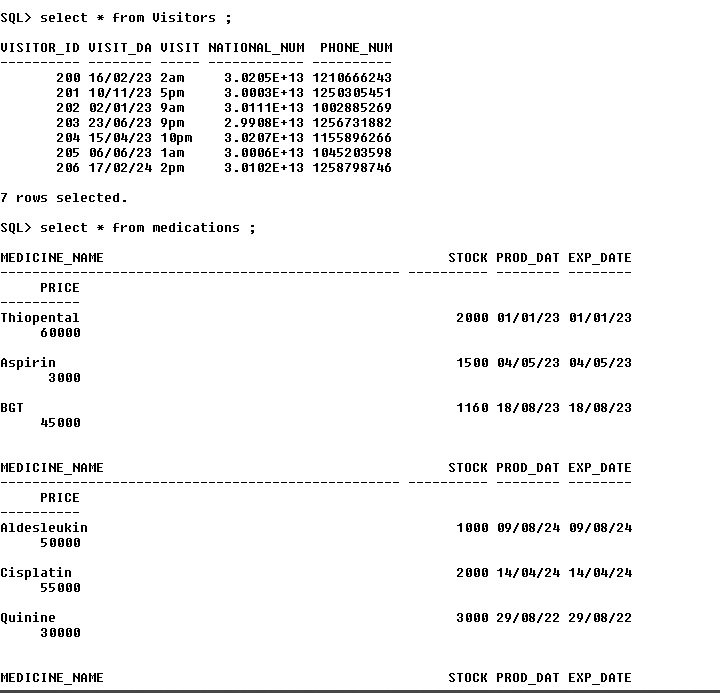 SQL> select * from Visitors ;
VISITOR_ID VISIT_DA VISIT NATIONAL_NUM  PHONE_NUM
---------- -------- ----- ------------ ----------
       200 16/02/23 2am     3.0205E+13 1210666243
       201 10/11/23 5pm     3.0003E+13 1250305451
       202 02/01/23 9am     3.0111E+13 1002885269
       203 23/06/23 9pm     2.9908E+13 1256731882
       204 15/04/23 10pm    3.0207E+13 1155896266
       205 06/06/23 1am     3.0006E+13 1045203598
       206 17/02/24 2pm     3.0102E+13 1258798746
7 rows selected.
SQL> select * from medications ;
MEDICINE_NAME                                           STOCK PROD_DAT EXP_DATE
-------------------------------------------------- ---------- -------- --------
     PRICE
----------
Thiopental                                               2000 01/01/23 01/01/23
     60000
Aspirin                                                  1500 04/05/23 04/05/23
      3000
BGT                                                      1160 18/08/23 18/08/23
     45000
MEDICINE_NAME                                           STOCK PROD_DAT EXP_DATE
-------------------------------------------------- ---------- -------- --------
     PRICE
----------
Aldesleukin                                              1000 09/08/24 09/08/24
     50000
Cisplatin                                                2000 14/04/24 14/04/24
     55000
Quinine                                                  3000 29/08/22 29/08/22
     30000
MEDICINE_NAME                                           STOCK PROD_DAT EXP_DATE